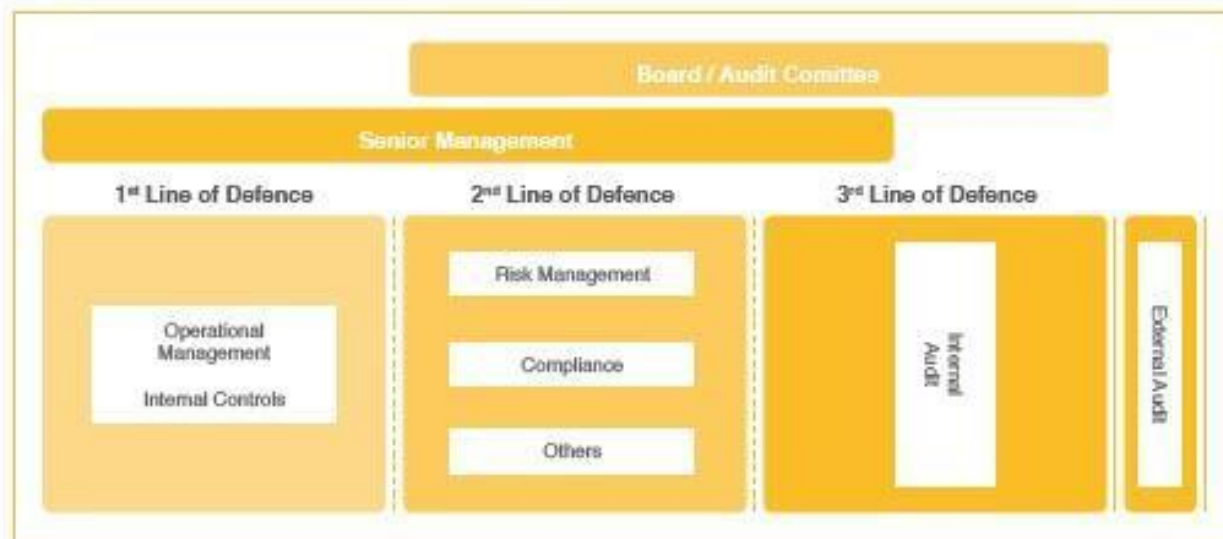 Board / Audit Comittee
Senior Management
1st Line of Defence
2nd Line of Defence
3rd Line of Defence
Operational
Management
Internal Controls
Risk Management
Compliance
Others
Internal
Audit
External Audit